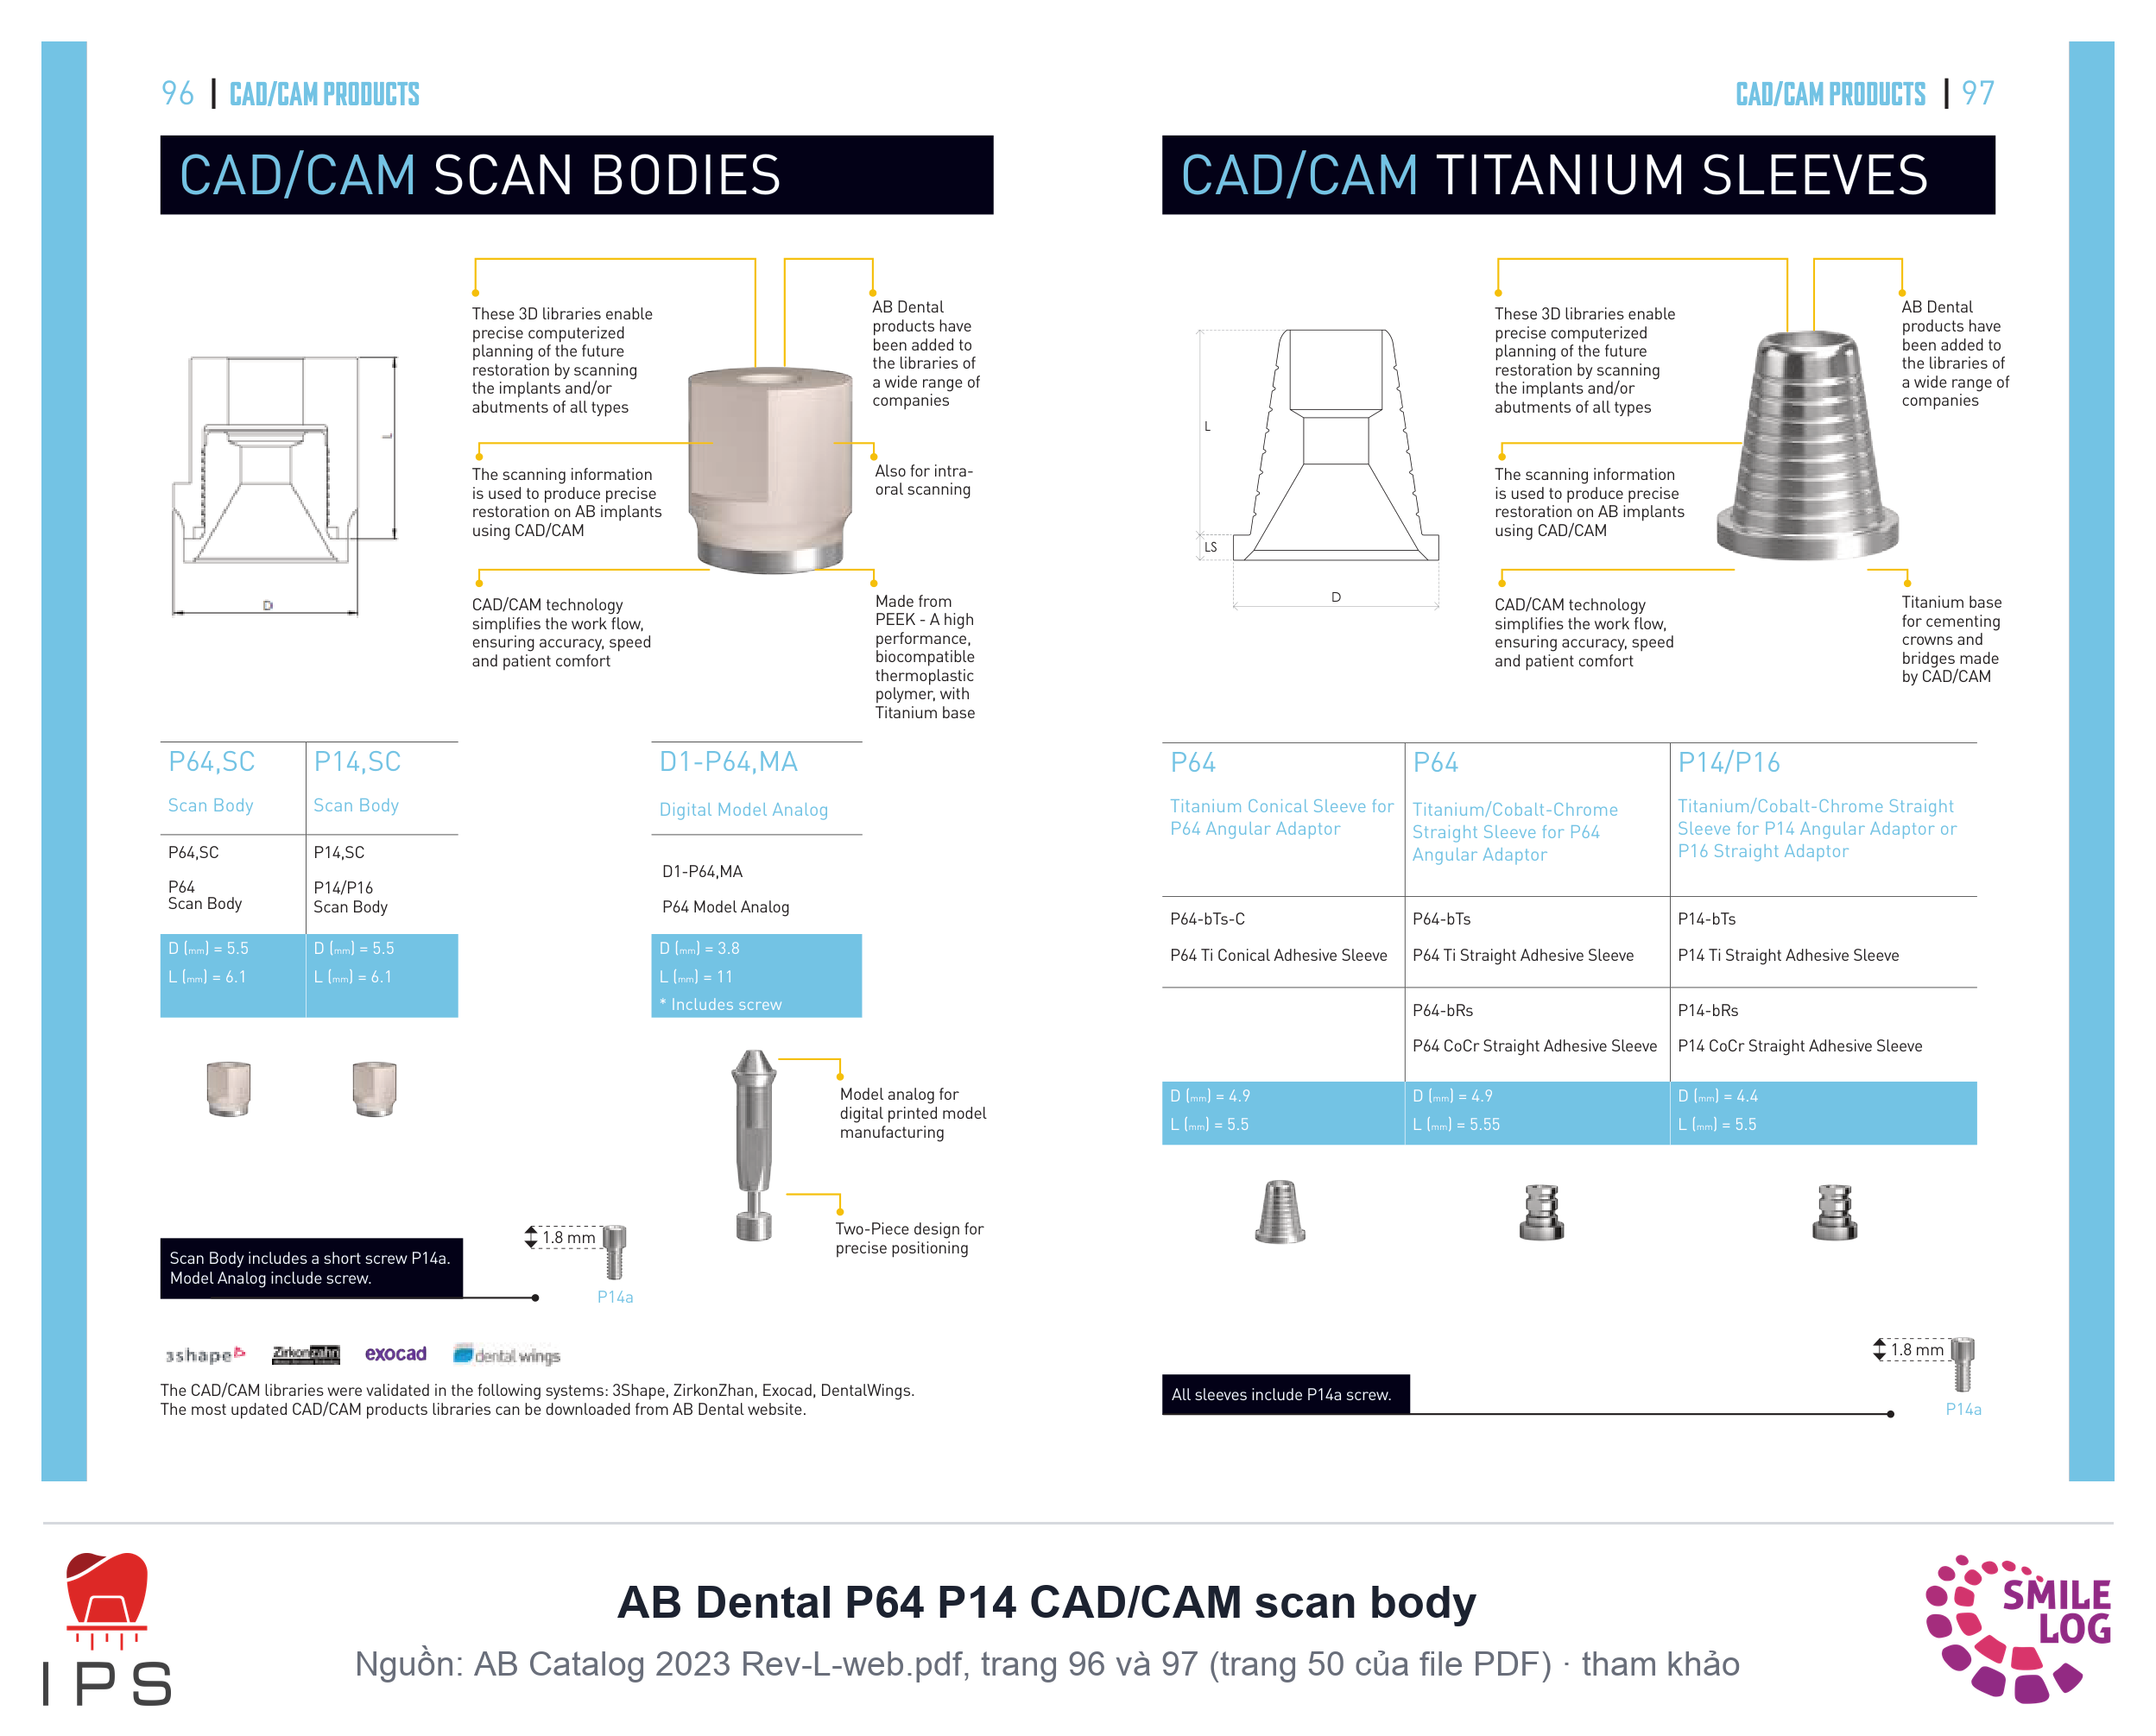 96 | CAD/CAM PRODUCTS
CAD/CAM SCAN BODIES
These 3D libraries enable
precise computerized
planning of the future
restoration by scanning
the implants and/or
abutments of all types
AB Dental
products have
been added to
the libraries of
a wide range of
companies
The scanning information
is used to produce precise
restoration on AB implants
using CAD/CAM
Also for intra-
oral scanning
CAD/CAM technology
simplifies the work flow,
ensuring accuracy, speed
and patient comfort
Made from
PEEK - A high
performance,
biocompatible
thermoplastic
polymer, with
Titanium base
L
D
P64,SC
Scan Body
P64,SC
P64
Scan Body
D (mm) = 5.5
L (mm) = 6.1
P14,SC
Scan Body
P14,SC
P14/P16
Scan Body
D (mm) = 5.5
L (mm) = 6.1
D1-P64,MA
Digital Model Analog
D1-P64,MA
P64 Model Analog
D (mm) = 3.8
L (mm) = 11
* Includes screw
Model analog for
digital printed model
manufacturing
Two-Piece design for
precise positioning
Scan Body includes a short screw P14a.
Model Analog include screw.
1.8 mm
P14a
3shape
Zirkonzahn
exocad
dental wings
The CAD/CAM libraries were validated in the following systems: 3Shape, ZirkonZhan, Exocad, DentalWings.
The most updated CAD/CAM products libraries can be downloaded from AB Dental website.
CAD/CAM PRODUCTS | 97
CAD/CAM TITANIUM SLEEVES
These 3D libraries enable
precise computerized
planning of the future
restoration by scanning
the implants and/or
abutments of all types
AB Dental
products have
been added to
the libraries of
a wide range of
companies
The scanning information
is used to produce precise
restoration on AB implants
using CAD/CAM
CAD/CAM technology
simplifies the work flow,
ensuring accuracy, speed
and patient comfort
Titanium base
for cementing
crowns and
bridges made
by CAD/CAM
L
LS
D
P64
Titanium Conical Sleeve for
P64 Angular Adaptor
P64-bTs-C
P64 Ti Conical Adhesive Sleeve
D (mm) = 4.9
L (mm) = 5.5
P64
Titanium/Cobalt-Chrome
Straight Sleeve for P64
Angular Adaptor
P64-bTs
P64 Ti Straight Adhesive Sleeve
P64-bRs
P64 CoCr Straight Adhesive Sleeve
D (mm) = 4.9
L (mm) = 5.55
P14/P16
Titanium/Cobalt-Chrome Straight
Sleeve for P14 Angular Adaptor or
P16 Straight Adaptor
P14-bTs
P14 Ti Straight Adhesive Sleeve
P14-bRs
P14 CoCr Straight Adhesive Sleeve
D (mm) = 4.4
L (mm) = 5.5
All sleeves include P14a screw.
1.8 mm
P14a
IPS
AB Dental P64 P14 CAD/CAM scan body
Nguồn: AB Catalog 2023 Rev-L-web.pdf, trang 96 và 97 (trang 50 của file PDF) · tham khảo
SMILE
LOG